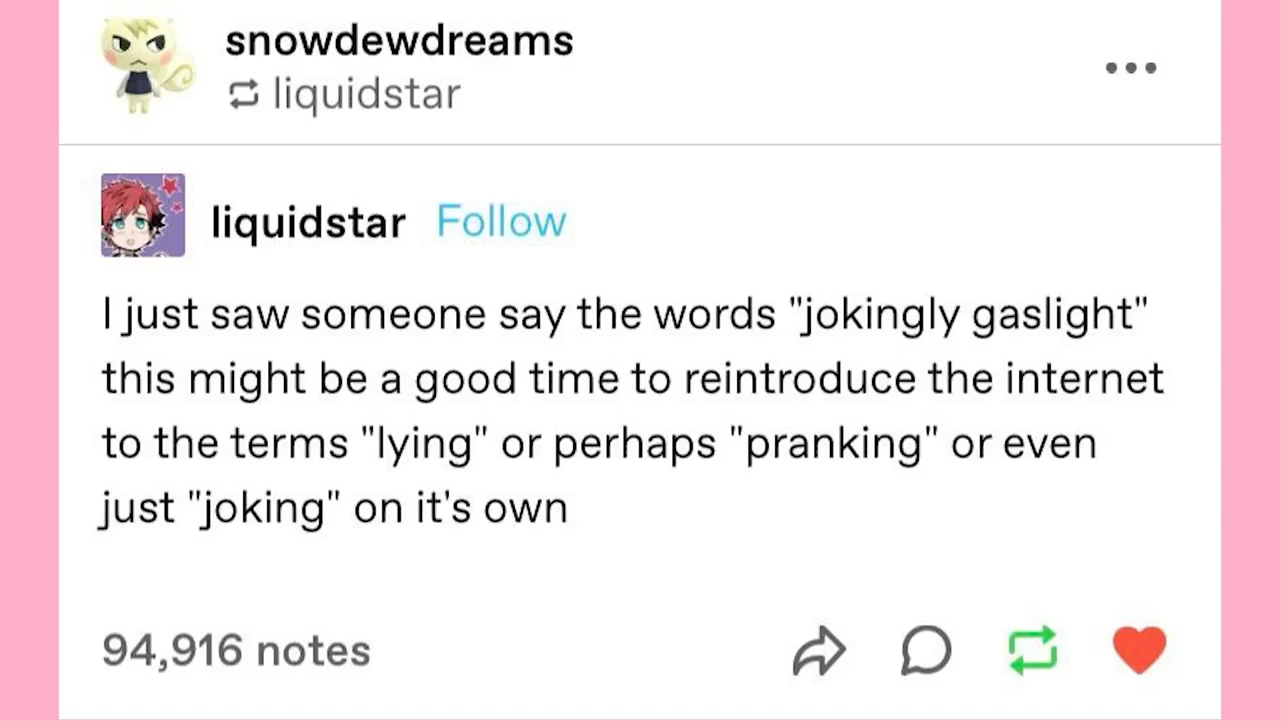 snowdewdreams
liquidstar
liquidstar Follow
I just saw someone say the words "jokingly gaslight"
this might be a good time to reintroduce the internet
to the terms "lying" or perhaps "pranking" or even
just "joking" on it's own
94,916 notes